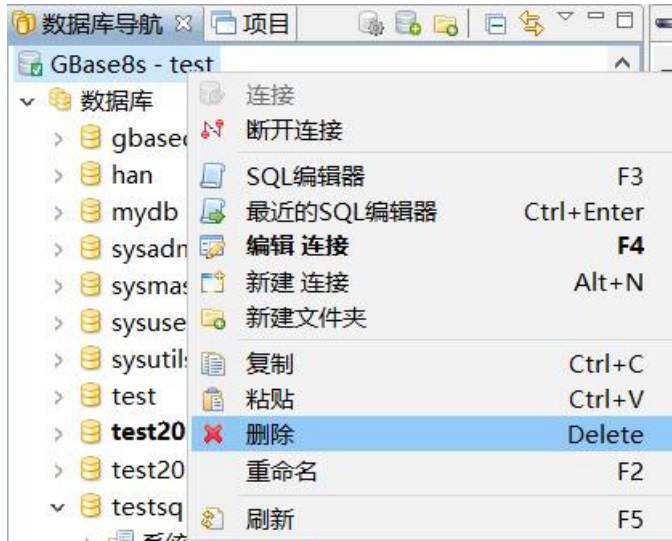 数据库导航 项目
GBase8s - test
数据库
gbased
han
mydb
sysadm
sysmas
sysuse
sysutils
test
test20
test20
testsq
系统
连接
断开连接
SQL编辑器 F3
最近的SQL编辑器 Ctrl+Enter
编辑 连接 F4
新建 连接 Alt+N
新建文件夹
复制 Ctrl+C
粘贴 Ctrl+V
删除 Delete
重命名 F2
刷新 F5